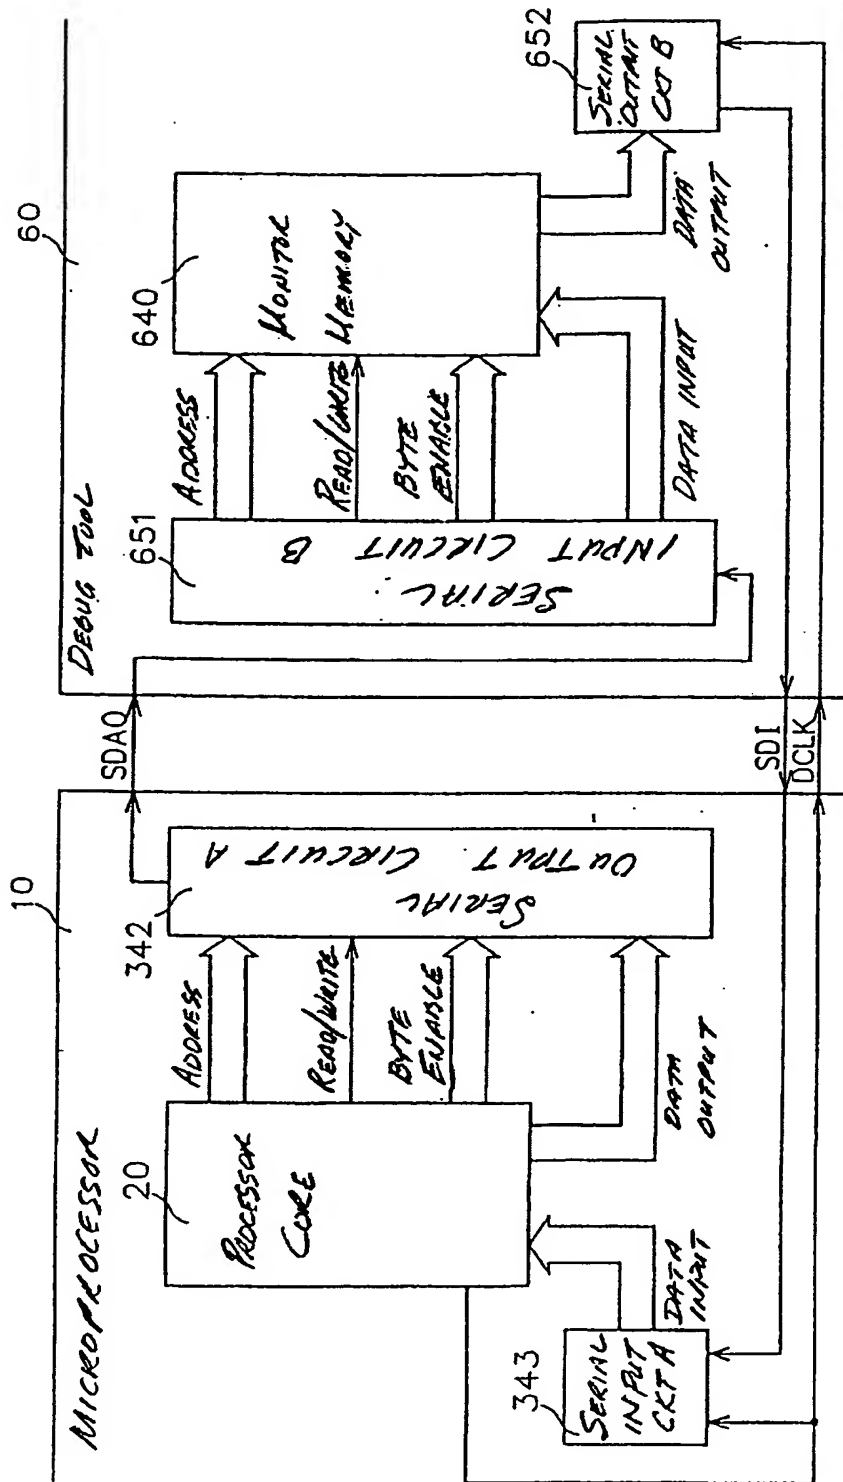 10
MICROPROCESSOR
20
PROCESSOR
CORE
ADDRESS
READ/WRITE
BYTE
ENABLE
DATA
OUTPUT
342
SERIAL
OUTPUT CIRCUIT A
343
SERIAL
INPUT
CKT A
DATA
INPUT
SDAO
SDI
DCLK
60
DEBUG TOOL
651
SERIAL
INPUT CIRCUIT B
ADDRESS
READ/WRITE
BYTE
ENABLE
DATA INPUT
640
MONITOR
MEMORY
DATA
OUTPUT
652
SERIAL
OUTPUT
CKT B